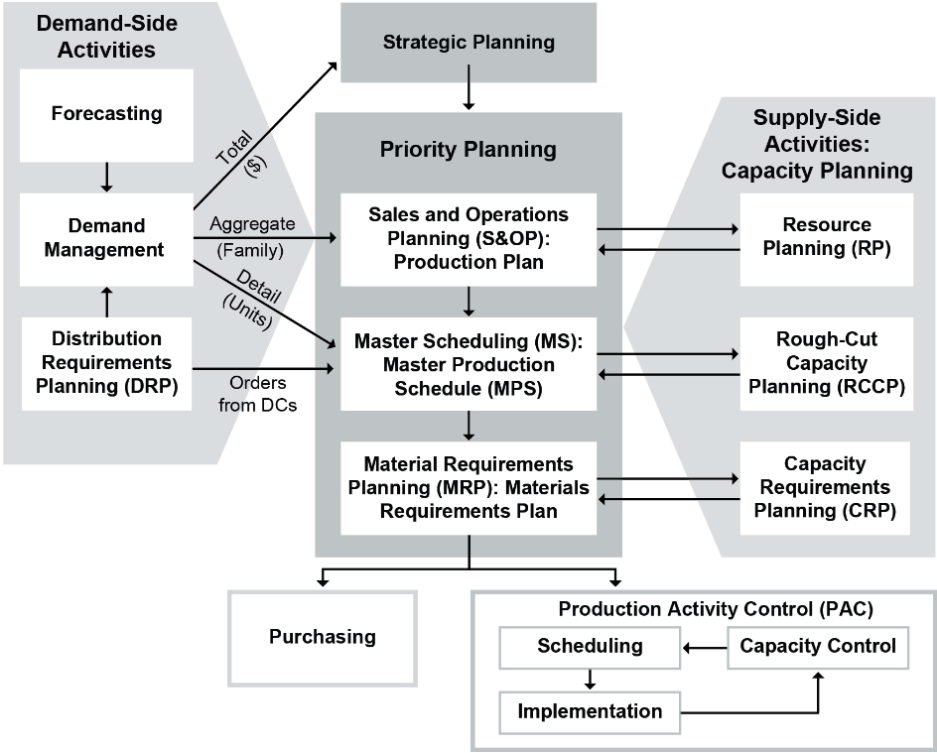 Demand-Side
Activities
Forecasting
Demand
Management
Distribution
Requirements
Planning (DRP)
Total
($)
Aggregate
(Family)
Detail
(Units)
Orders
from DCs
Strategic Planning
Priority Planning
Sales and Operations
Planning (S&OP):
Production Plan
Master Scheduling (MS):
Master Production
Schedule (MPS)
Material Requirements
Planning (MRP): Materials
Requirements Plan
Supply-Side
Activities:
Capacity Planning
Resource
Planning (RP)
Rough-Cut
Capacity
Planning (RCCP)
Capacity
Requirements
Planning (CRP)
Purchasing
Production Activity Control (PAC)
Scheduling
Capacity Control
Implementation